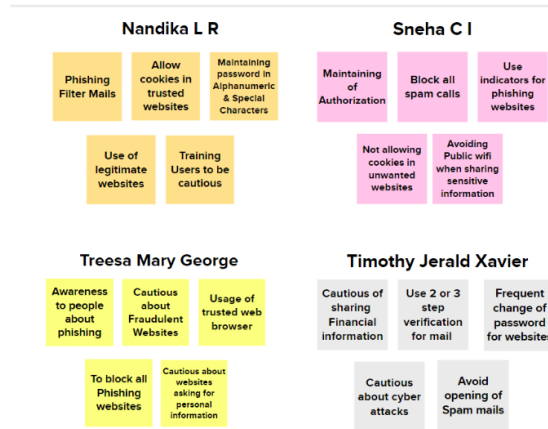 Nandika L R
Phishing
Filter Mails
Allow
cookies in
trusted
websites
Maintaining
password in
Alphanumeric
& Special
Characters
Use of
legitimate
websites
Training
Users to be
cautious
Sneha C I
Maintaining
of
Authorization
Block all
spam calls
Use
indicators for
phishing
websites
Not allowing
cookies in
unwanted
websites
Avoiding
Public wifi
when sharing
sensitive
information
Treesa Mary George
Awareness
to people
about
phishing
Cautious
about
Fraudulent
Websites
Usage of
trusted web
browser
To block all
Phishing
websites
Cautious about
websites
asking for
personal
information
Timothy Jerald Xavier
Cautious of
sharing
Financial
information
Use 2 or 3
step
verification
for mail
Frequent
change of
password
for websites
Cautious
about cyber
attacks
Avoid
opening of
Spam mails